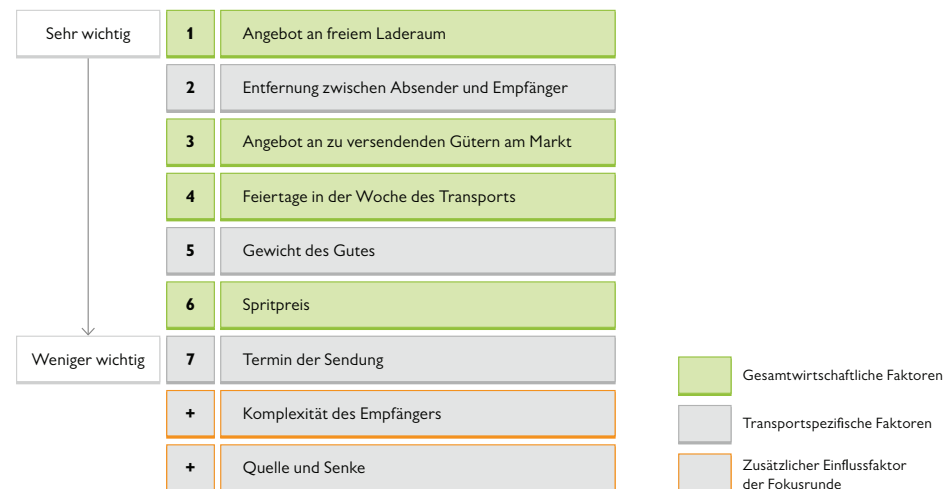 Sehr wichtig
1 Angebot an freiem Laderaum
2 Entfernung zwischen Absender und Empfänger
3 Angebot an zu versendenden Gütern am Markt
4 Feiertage in der Woche des Transports
5 Gewicht des Gutes
6 Spritpreis
Weniger wichtig
7 Termin der Sendung
+ Komplexität des Empfängers
+ Quelle und Senke
Gesamtwirtschaftliche Faktoren
Transportspezifische Faktoren
Zusätzlicher Einflussfaktor
der Fokusrunde